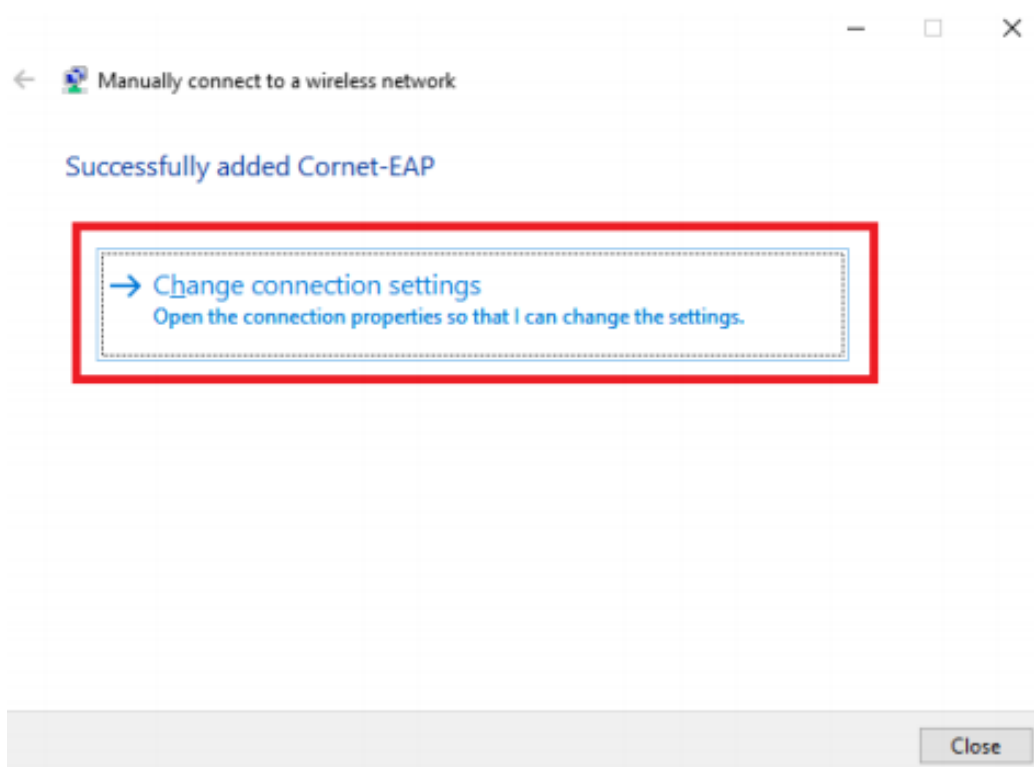 Manually connect to a wireless network
Successfully added Cornet-EAP
Change connection settings
Open the connection properties so that I can change the settings.
Close